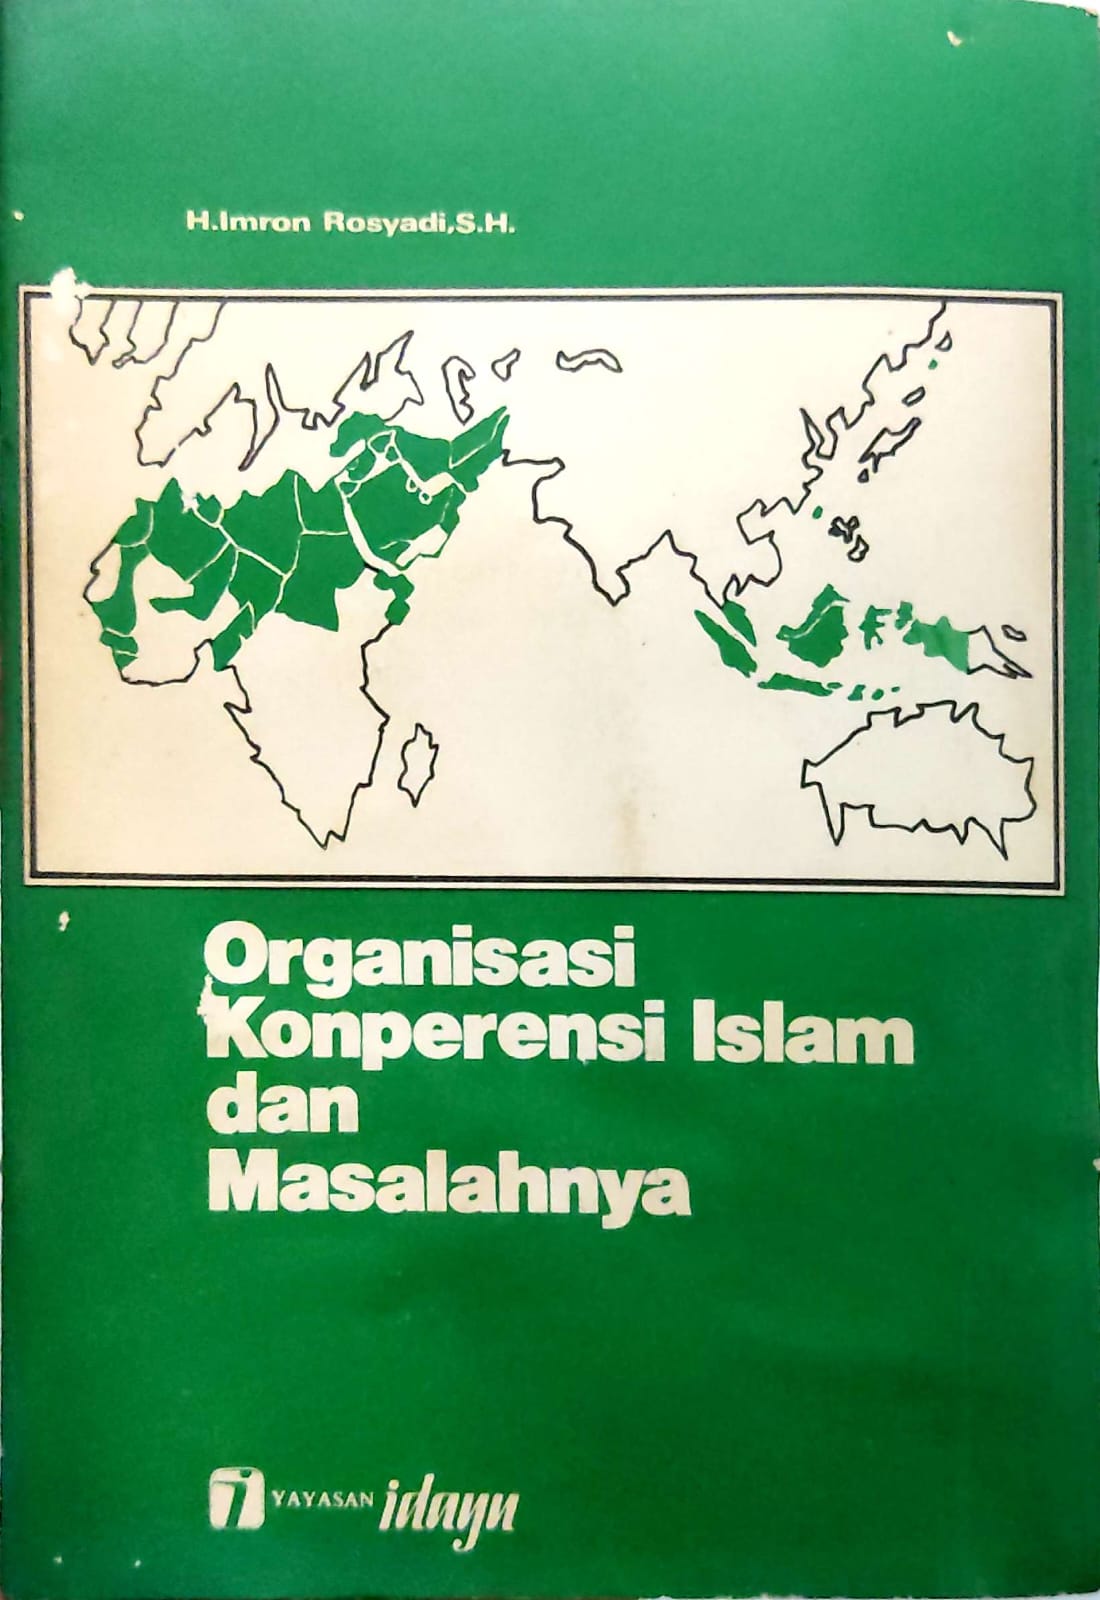 H.Imron Rosyadi,S.H.
Organisasi
Konperensi Islam
dan
Masalahnya
YAYASAN idayu